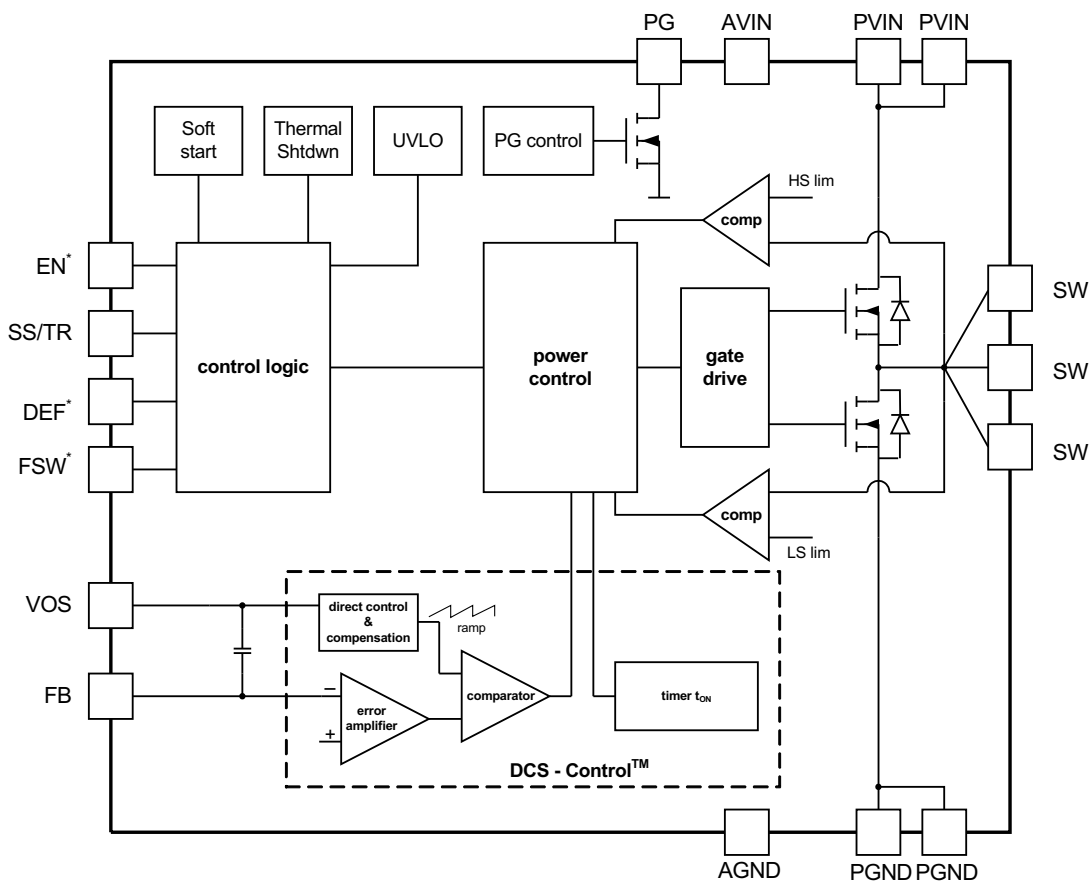 PG AVIN PVIN PVIN
Soft
start
Thermal
Shtdwn
UVLO
PG control
HS lim
comp
EN*
SS/TR
DEF*
FSW*
control logic
power
control
gate
drive
SW
SW
SW
comp
LS lim
VOS
FB
direct control
&
compensation
ramp
comparator
−
error
amplifier
+
timer tON
DCS - Control™
AGND PGND PGND